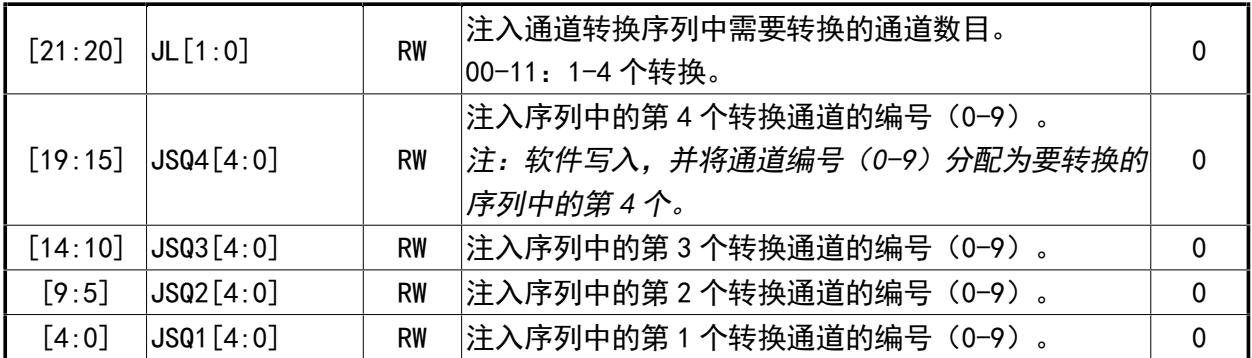 [21:20] JL[1:0] RW 注入通道转换序列中需要转换的通道数目。 0
00-11：1-4 个转换。
[19:15] JSQ4[4:0] RW 注入序列中的第 4 个转换通道的编号（0-9）。 0
注：软件写入，并将通道编号（0-9）分配为要转换的
序列中的第 4 个。
[14:10] JSQ3[4:0] RW 注入序列中的第 3 个转换通道的编号（0-9）。 0
[9:5] JSQ2[4:0] RW 注入序列中的第 2 个转换通道的编号（0-9）。 0
[4:0] JSQ1[4:0] RW 注入序列中的第 1 个转换通道的编号（0-9）。 0